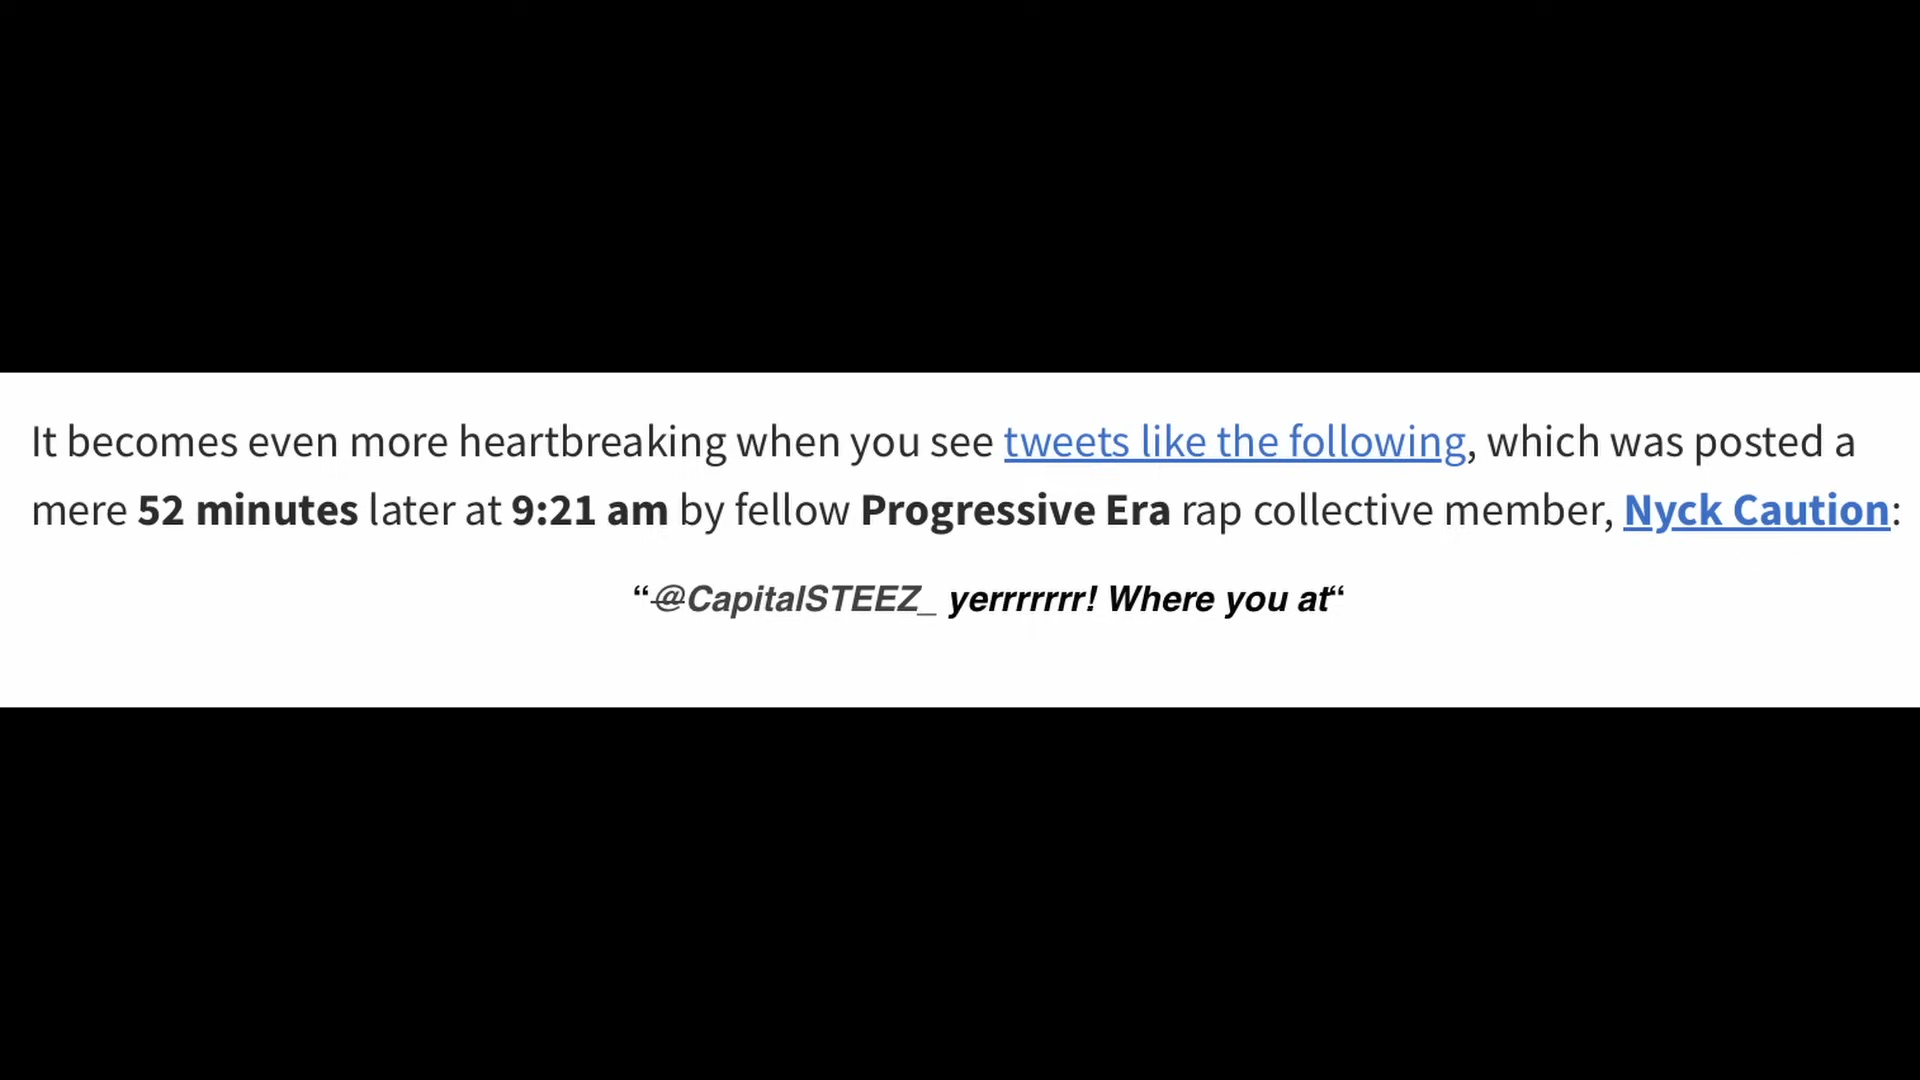 It becomes even more heartbreaking when you see tweets like the following, which was posted a
mere 52 minutes later at 9:21 am by fellow Progressive Era rap collective member, Nyck Caution:
“@CapitalSTEEZ_ yerrrrrrr! Where you at“